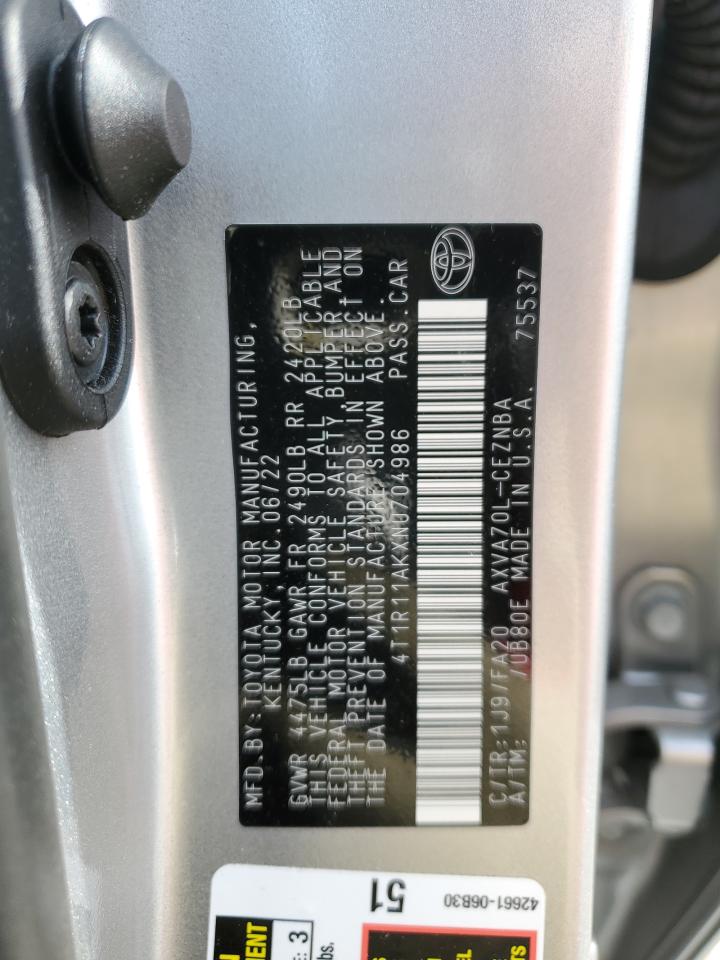 MFD.BY:TOYOTA MOTOR MANUFACTURING,
KENTUCKY, INC. 06/22
GVWR 4475LB GAWR FR 2490LB RR 2420LB
THIS VEHICLE CONFORMS TO ALL APPLICABLE
FEDERAL MOTOR VEHICLE SAFETY BUMPER AND
THEFT PREVENTION STANDARDS IN EFFECT ON
THE DATE OF MANUFACTURE SHOWN ABOVE.
4T1R11AKXNU704986 PASS.CAR
C/TR:1J9/FA20 AXVA70L-CEZNBA
A/TM: /UB80E MADE IN U.S.A. 75537
51
42661-06B30
3
lbs.